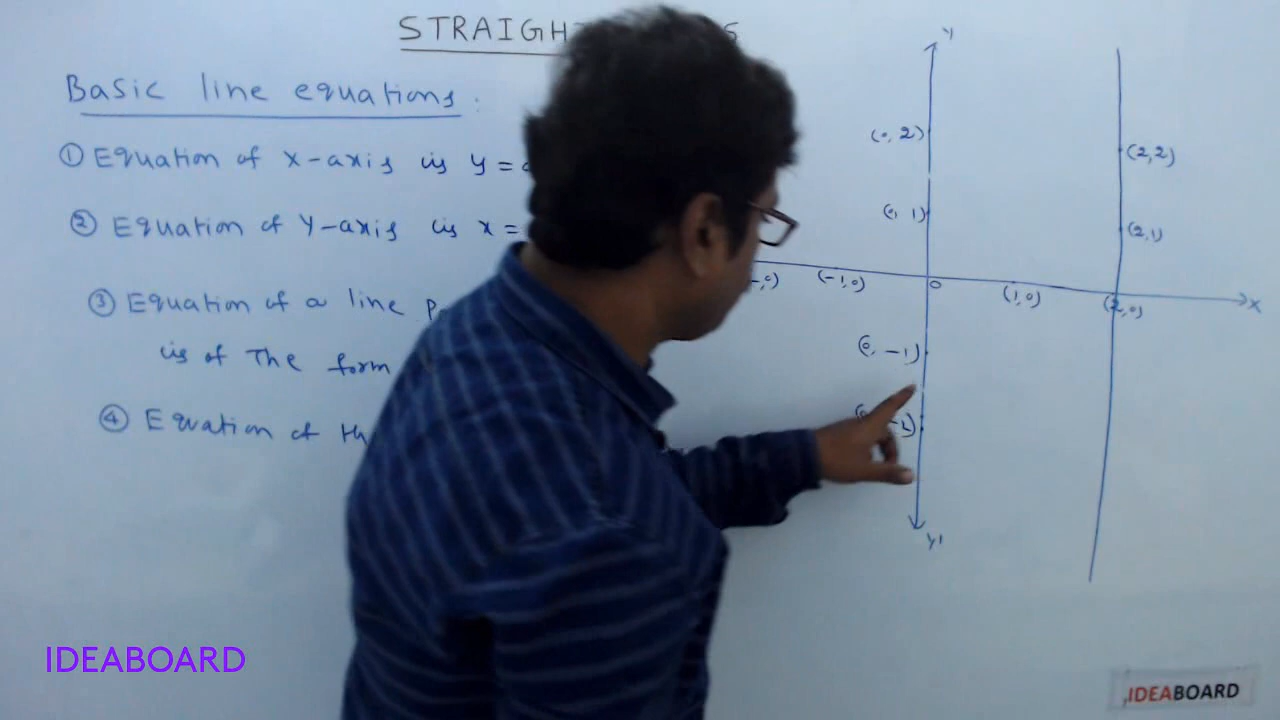 STRAIGH
Basic line equations:
① Equation of X-axis is y =
② Equation of Y-axis is x =
③ Equation of a line
is of The form
④ Eqvation of
Y
(0, 2)
(0, 1)
(2,2)
(2,1)
(-1,0)
0
(1,0)
(2,0)
X
(0, -1)
Y1
IDEABOARD
IDEABOARD